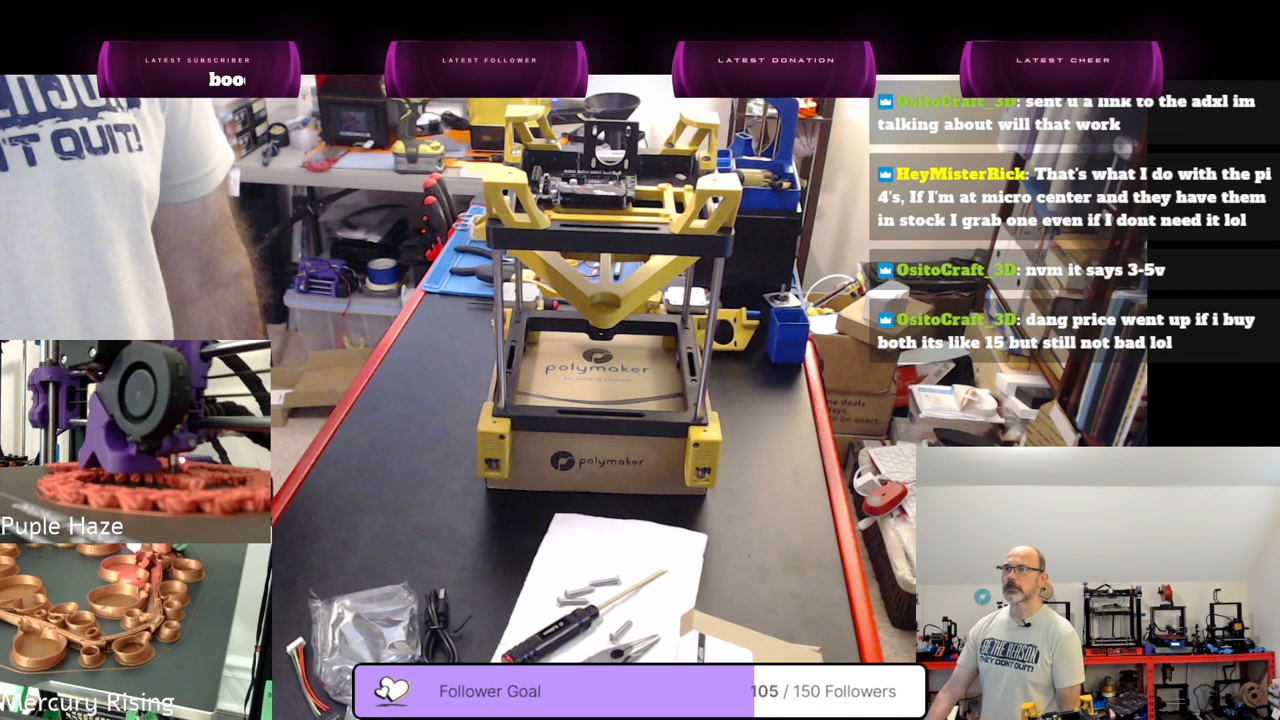 LATEST SUBSCRIBER
boo
LATEST FOLLOWER
LATEST DONATION
LATEST CHEER
OsitoCraft_3D: sent u a link to the adxl im
talking about will that work
HeyMisterRick: That's what I do with the pi
4's, If I'm at micro center and they have them
in stock I grab one even if I dont need it lol
OsitoCraft_3D: nvm it says 3-5v
OsitoCraft_3D: dang price went up if i buy
both its like 15 but still not bad lol
'T QUIT!
polymaker
polymaker
Puple Haze
Mercury Rising
BE THE REASON
THEY DON'T QUIT!
Follower Goal
105 / 150 Followers